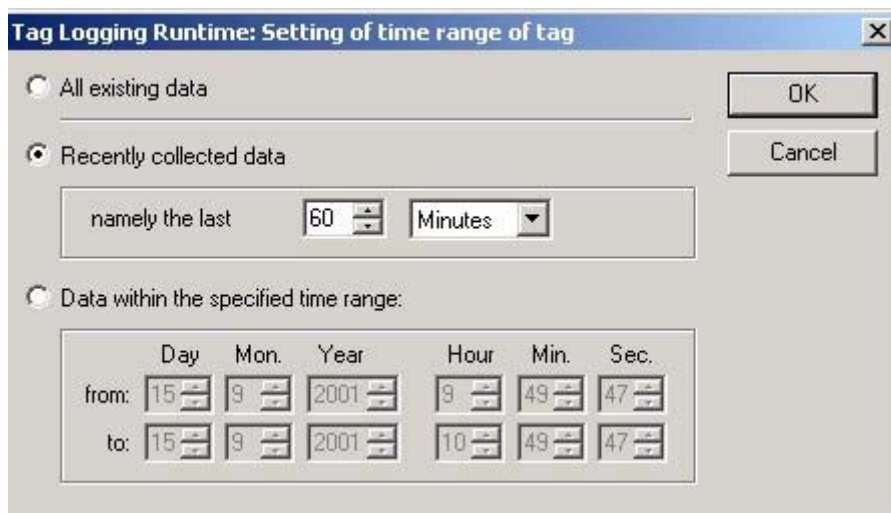 Tag Logging Runtime: Setting of time range of tag
All existing data
OK
Recently collected data
Cancel
namely the last 60 Minutes
Data within the specified time range:
Day Mon. Year Hour Min. Sec.
from: 15 9 2001 9 49 47
to: 15 9 2001 10 49 47